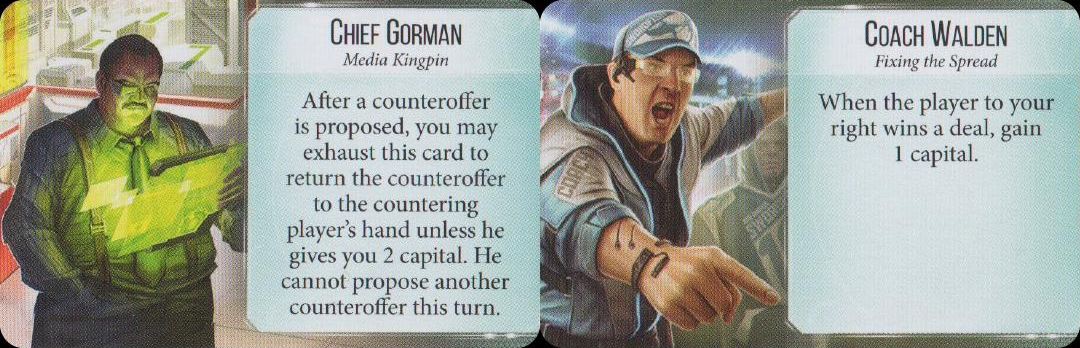 CHIEF GORMAN
Media Kingpin
After a counteroffer
is proposed, you may
exhaust this card to
return the counteroffer
to the countering
player's hand unless he
gives you 2 capital. He
cannot propose another
counteroffer this turn.
COACH WALDEN
Fixing the Spread
When the player to your
right wins a deal, gain
1 capital.
COACH